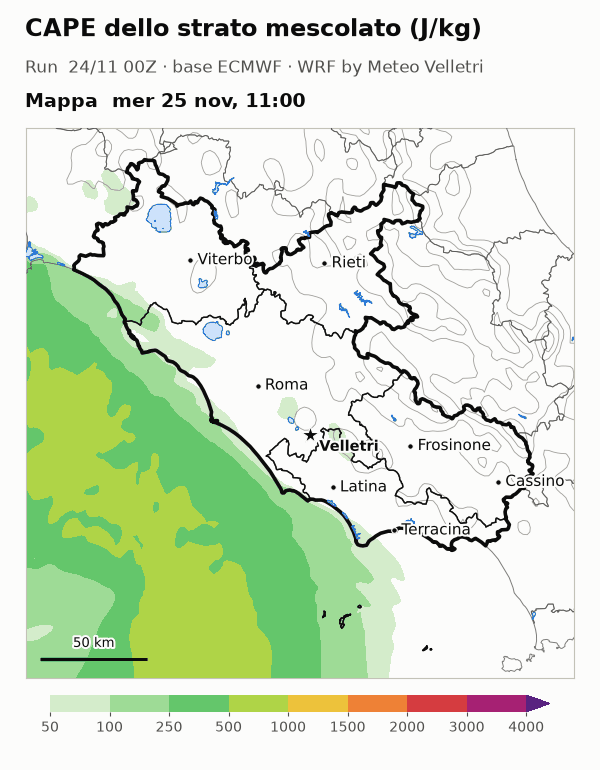 CAPE dello strato mescolato (J/kg)
Run  24/11 00Z · base ECMWF · WRF by Meteo Velletri
Mappa  mer 25 nov, 11:00
Viterbo
Rieti
Roma
Velletri
Frosinone
Cassino
Latina
Terracina
50 km
50 100 250 500 1000 1500 2000 3000 4000